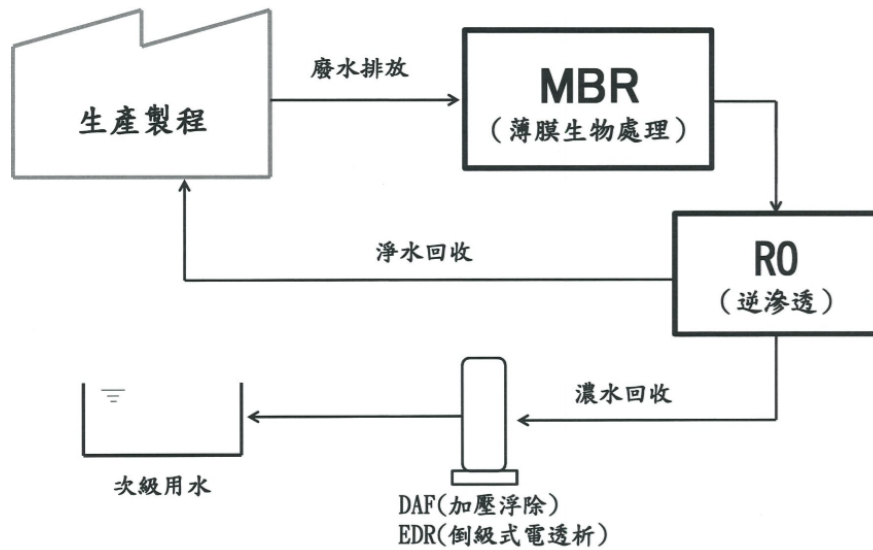 廢水排放
MBR
(薄膜生物處理)
生產製程
淨水回收
RO
(逆滲透)
濃水回收
次級用水
DAF(加壓浮除)
EDR(倒級式電透析)